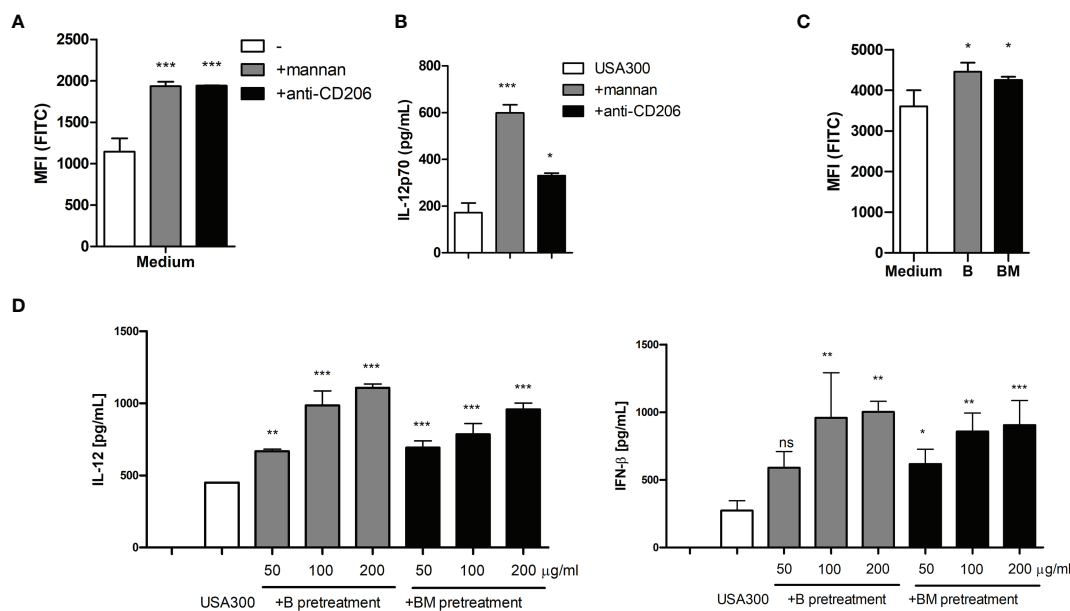 A
MFI (FITC)
2500
2000
1500
1000
500
0
***
***
Medium
-
+mannan
+anti-CD206
B
IL-12p70 (pg/mL)
800
600
400
200
0
***
*
USA300
+mannan
+anti-CD206
C
MFI (FITC)
5000
4000
3000
2000
1000
0
*
*
Medium B BM
D
IL-12 [pg/mL]
1500
1000
500
0
**
***
***
***
***
***
50 100 200 50 100 200 μg/ml
USA300 +B pretreatment +BM pretreatment
IFN-β [pg/mL]
1500
1000
500
0
ns
**
**
*
**
***
50 100 200 50 100 200 μg/ml
USA300 +B pretreatment +BM pretreatment